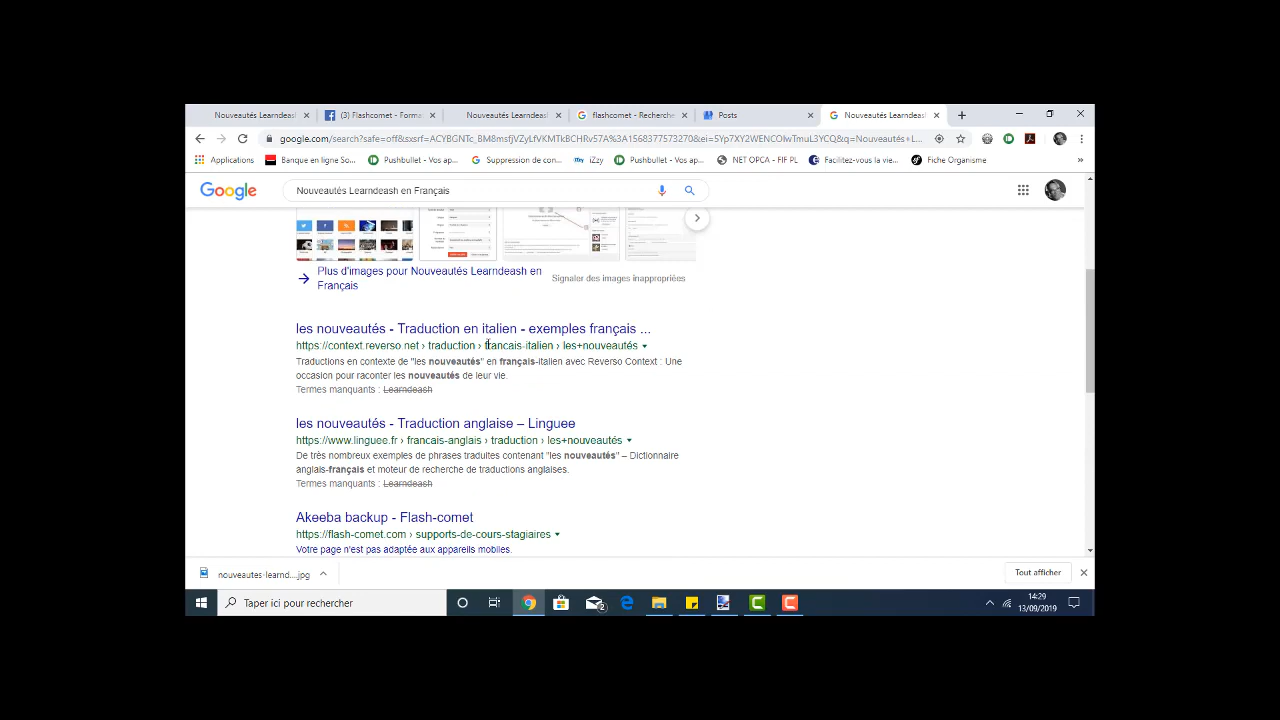 Nouveautés Learndeas
(3) Flashcomet - Forma
Nouveautés Learndeas
flashcomet - Recherche
Posts
Nouveautés Learndeas
google.com/search?safe=off&sxsrf=ACYBGNTc_BM8msfjVZyLfVKMTkBCHRv57A%3A1568377573270&ei=5Yp7XY2WENCOlwTmuL3YCQ&q=Nouveautés+L...
Applications
Banque en ligne So...
Pushbullet - Vos ap...
Suppression de con...
iZzy
Pushbullet - Vos ap...
NET OPCA - FIF PL
Facilitez-vous la vie...
Fiche Organisme
»
Google
Nouveautés Learndeash en Français
Plus d'images pour Nouveautés Learndeash en
Français
Signaler des images inappropriées
les nouveautés - Traduction en italien - exemples français ...
https://context.reverso.net › traduction › francais-italien › les+nouveautés
Traductions en contexte de "les nouveautés" en français-italien avec Reverso Context : Une
occasion pour raconter les nouveautés de leur vie.
Termes manquants : Learndeash
les nouveautés - Traduction anglaise – Linguee
https://www.linguee.fr › francais-anglais › traduction › les+nouveautés
De très nombreux exemples de phrases traduites contenant "les nouveautés" – Dictionnaire
anglais-français et moteur de recherche de traductions anglaises.
Termes manquants : Learndeash
Akeeba backup - Flash-comet
https://flash-comet.com › supports-de-cours-stagiaires
Votre page n'est pas adaptée aux appareils mobiles.
nouveautes-learnd....jpg
Tout afficher
Taper ici pour rechercher
2
14:29
13/09/2019